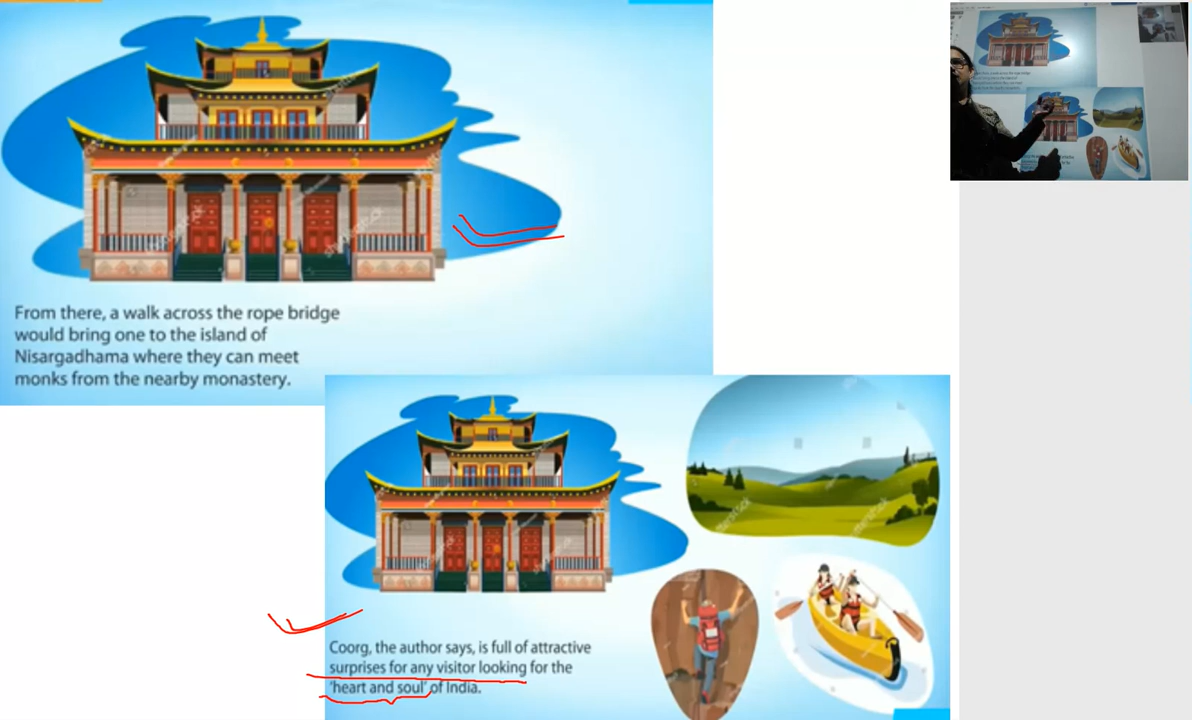 From there, a walk across the rope bridge
would bring one to the island of
Nisargadhama where they can meet
monks from the nearby monastery.
Coorg, the author says, is full of attractive
surprises for any visitor looking for the
'heart and soul' of India.